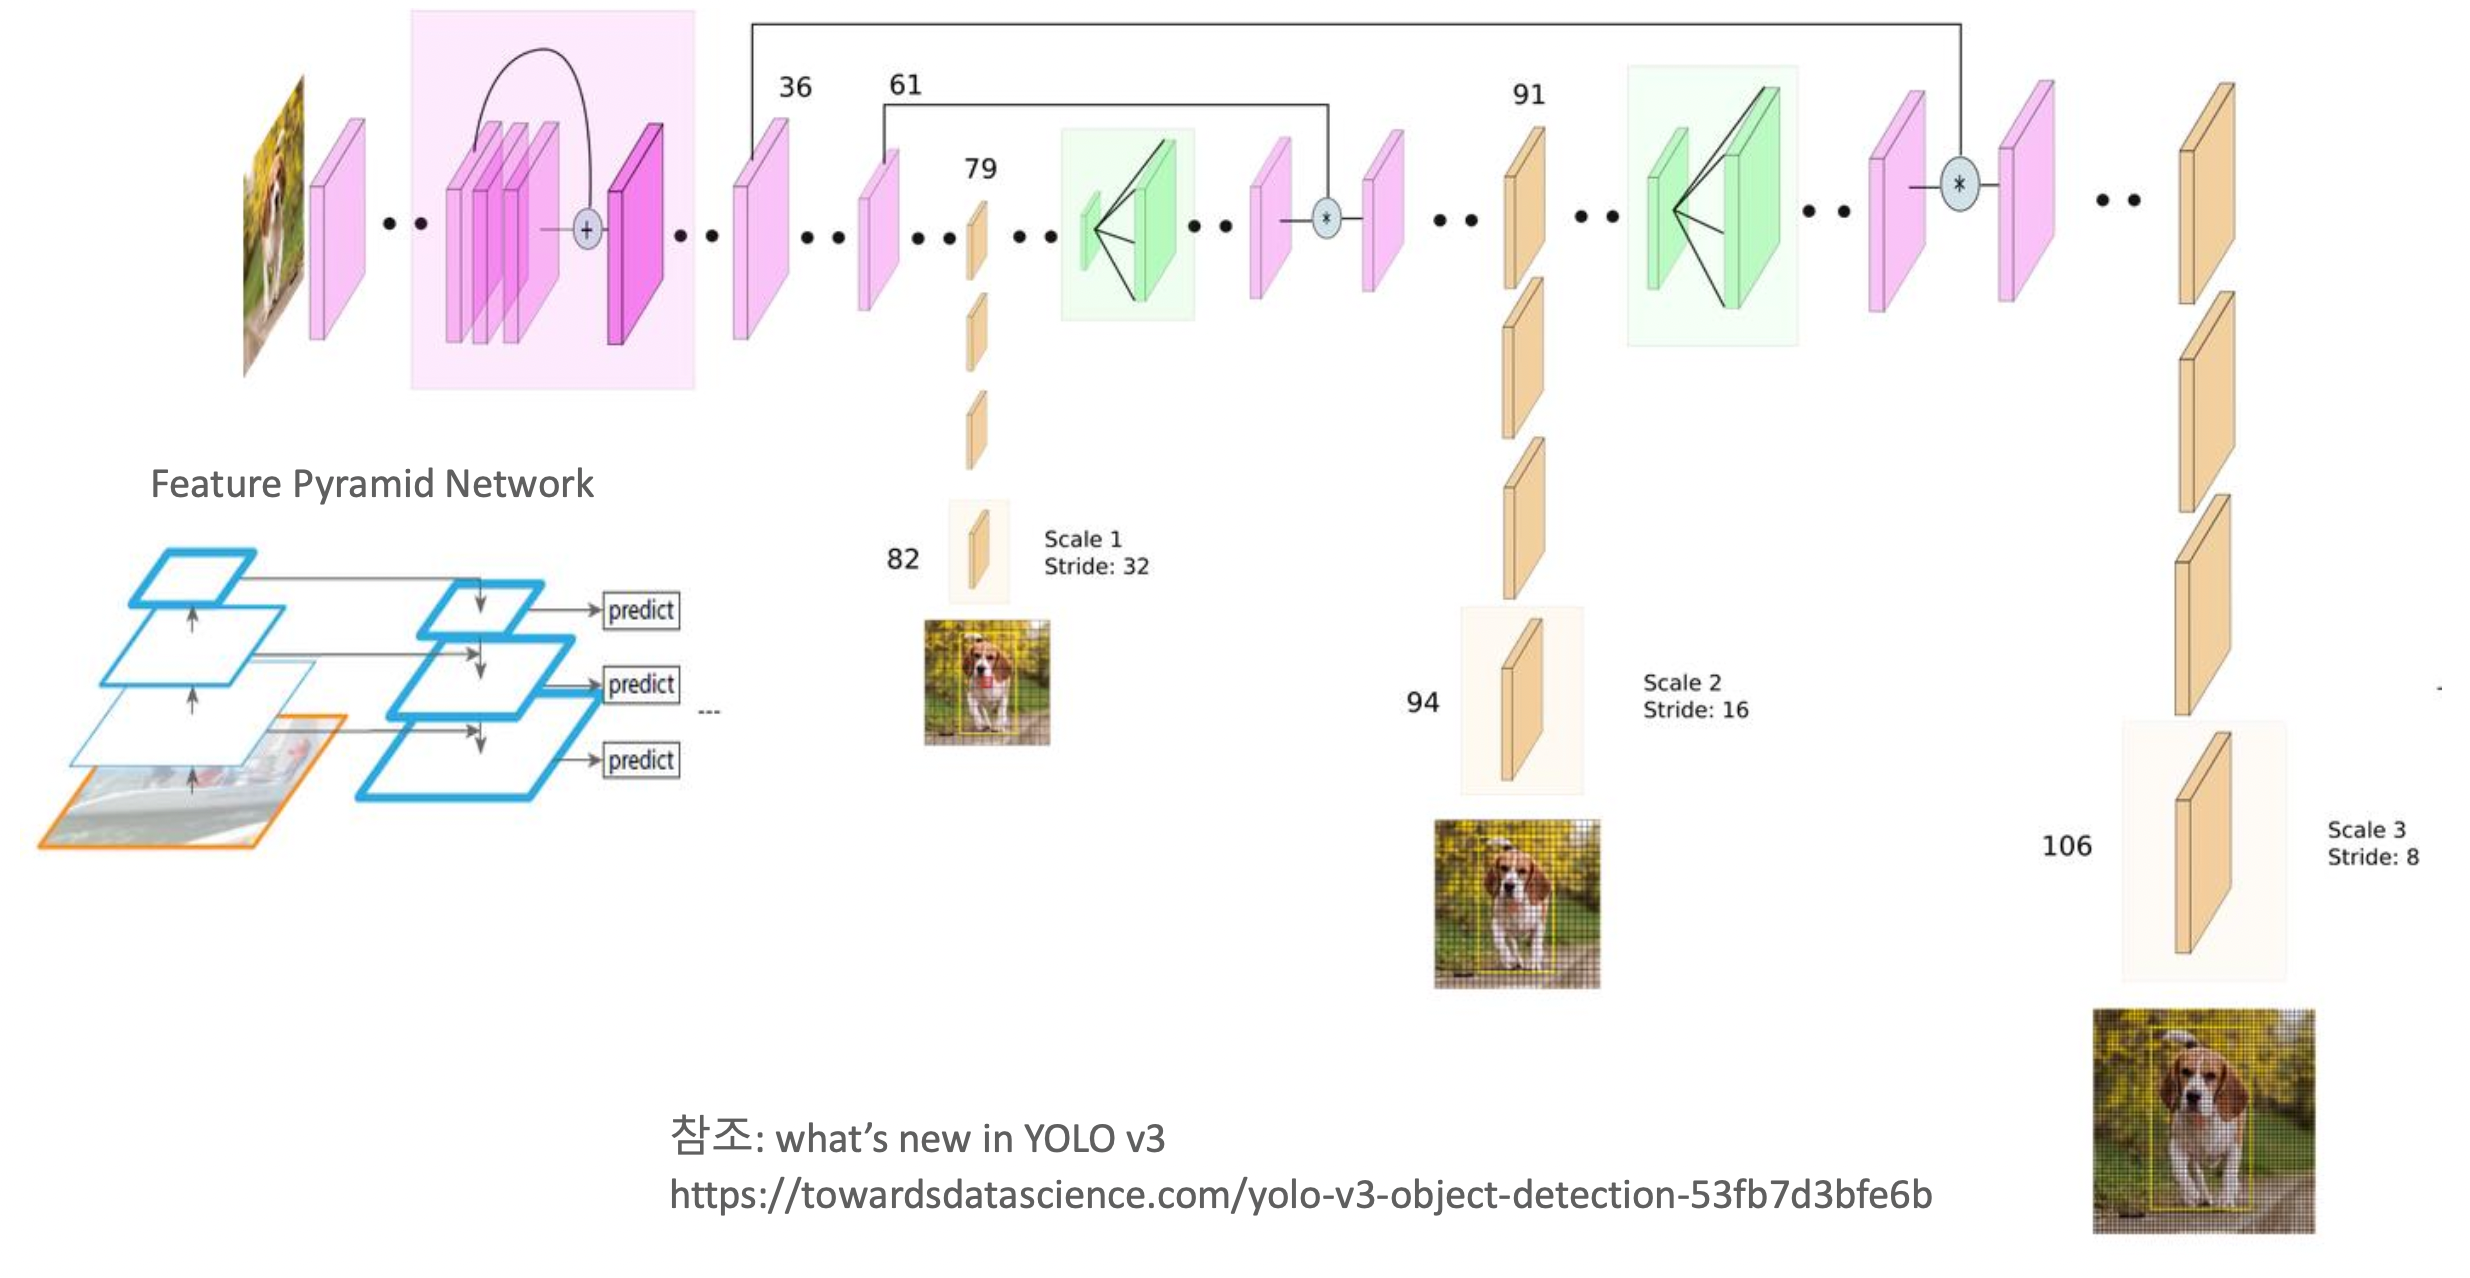 36
61
91
79
+
*
*
Feature Pyramid Network
predict
predict
predict
---
82
Scale 1
Stride: 32
94
Scale 2
Stride: 16
106
Scale 3
Stride: 8
-
참조: what's new in YOLO v3
https://towardsdatascience.com/yolo-v3-object-detection-53fb7d3bfe6b